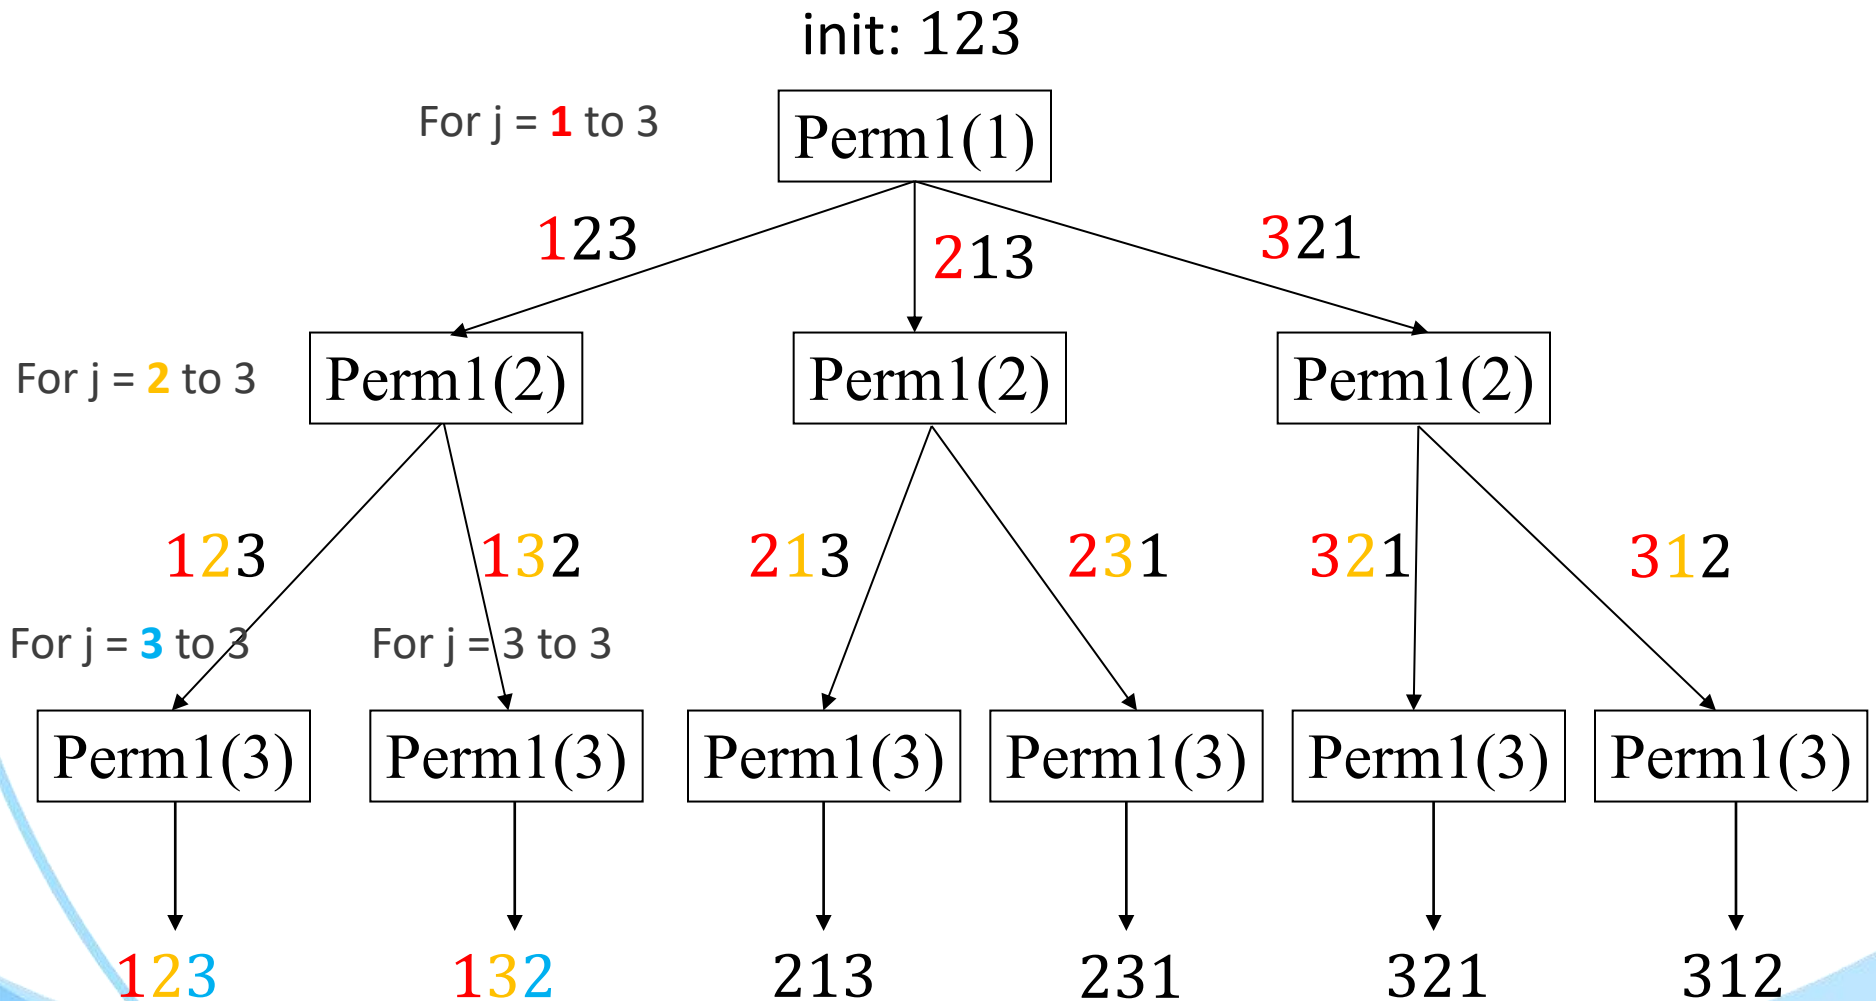 init: 123
For j = 1 to 3
Perm1(1)
123
213
321
For j = 2 to 3
Perm1(2)
Perm1(2)
Perm1(2)
123
132
213
231
321
312
For j = 3 to 3
For j = 3 to 3
Perm1(3)
Perm1(3)
Perm1(3)
Perm1(3)
Perm1(3)
Perm1(3)
123
132
213
231
321
312